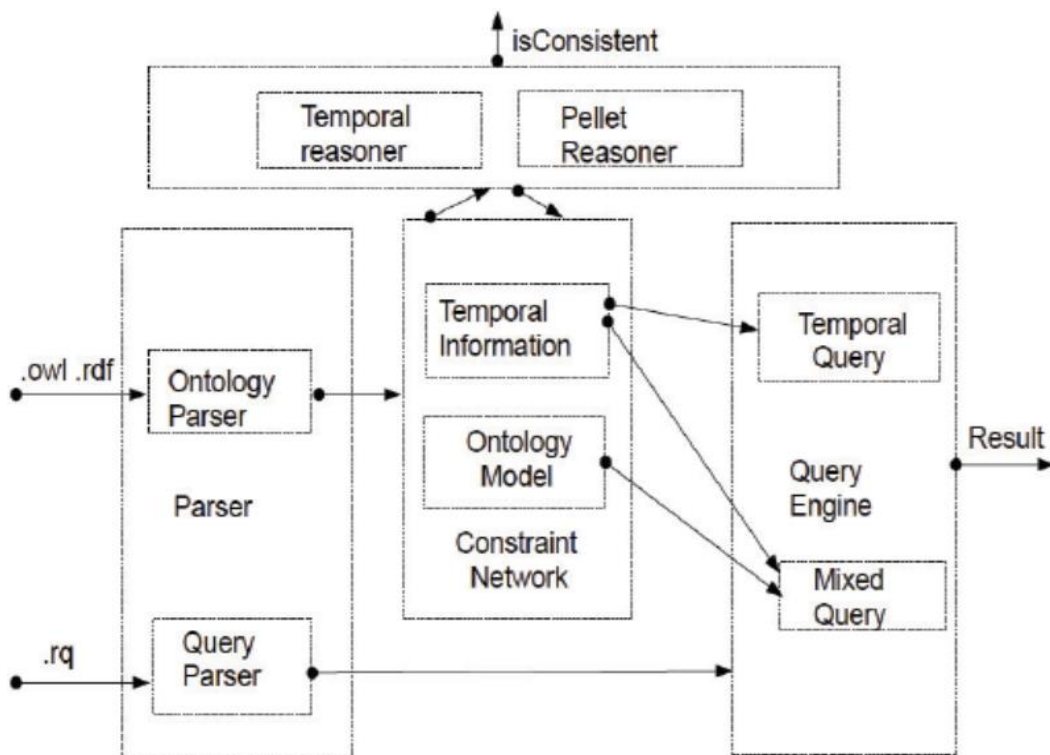 isConsistent
Temporal
reasoner
Pellet
Reasoner
.owl .rdf
Ontology
Parser
Parser
.rq
Query
Parser
Temporal
Information
Ontology
Model
Constraint
Network
Temporal
Query
Query
Engine
Mixed
Query
Result